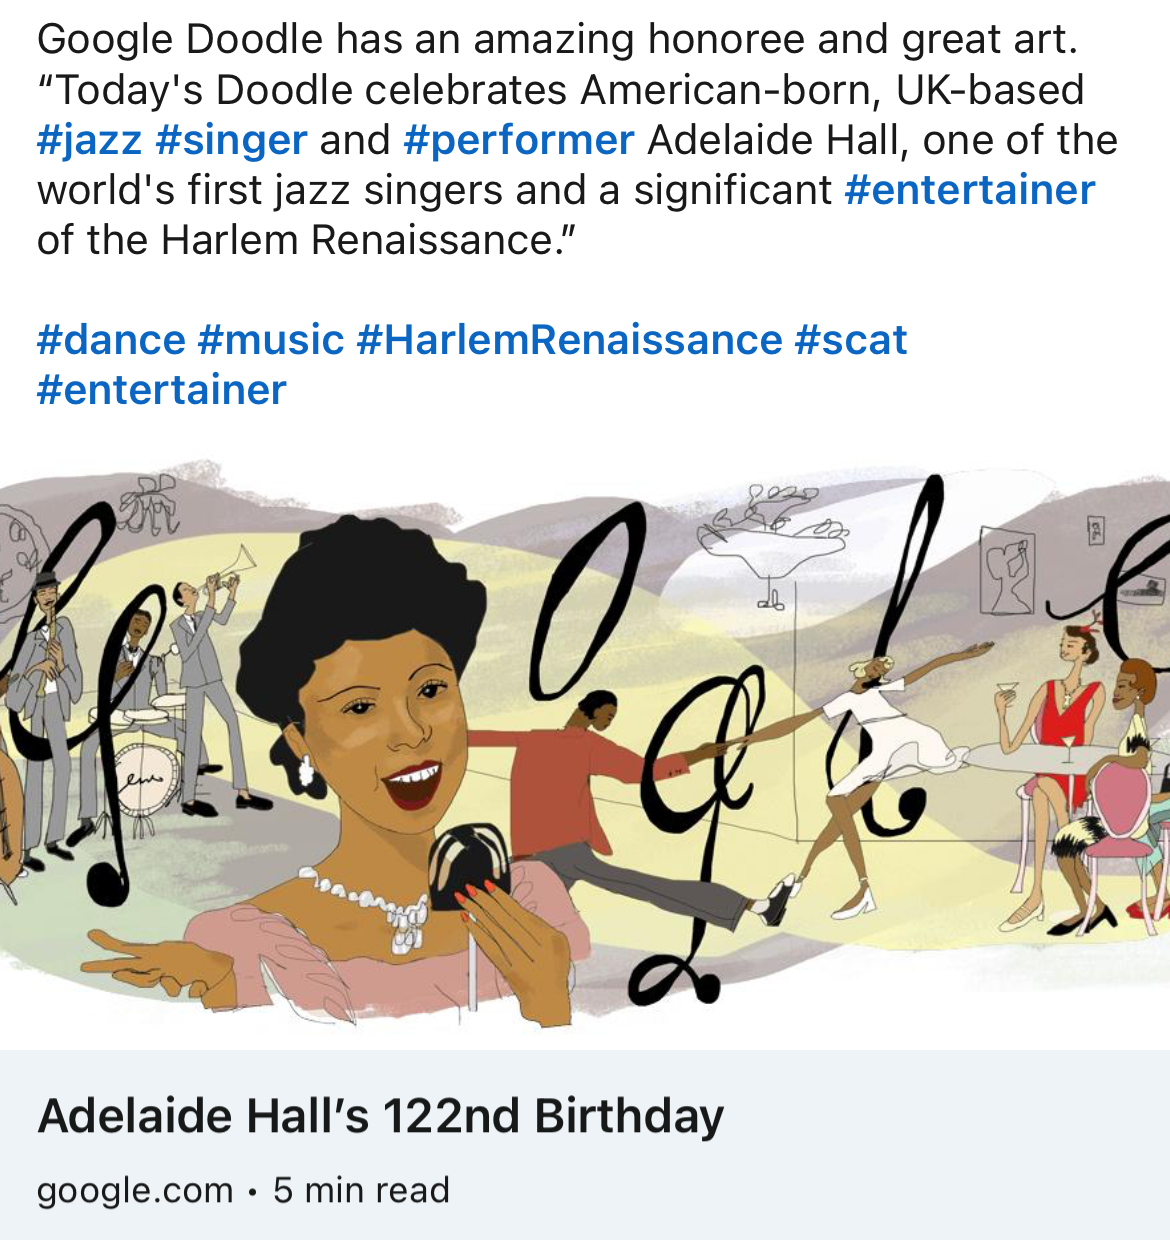 Google Doodle has an amazing honoree and great art.
“Today's Doodle celebrates American-born, UK-based
#jazz #singer and #performer Adelaide Hall, one of the
world's first jazz singers and a significant #entertainer
of the Harlem Renaissance.”
#dance #music #HarlemRenaissance #scat
#entertainer
Adelaide Hall’s 122nd Birthday
google.com • 5 min read